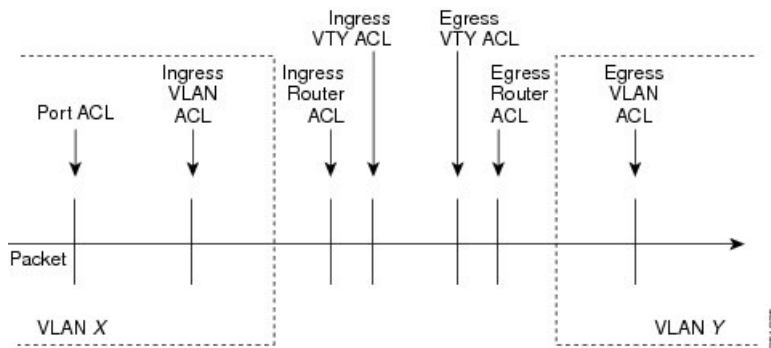 Ingress
VTY ACL
Egress
VTY ACL
Port ACL
Ingress
VLAN
ACL
Ingress
Router
ACL
Egress
Router
ACL
Egress
VLAN
ACL
Packet
VLAN X
VLAN Y